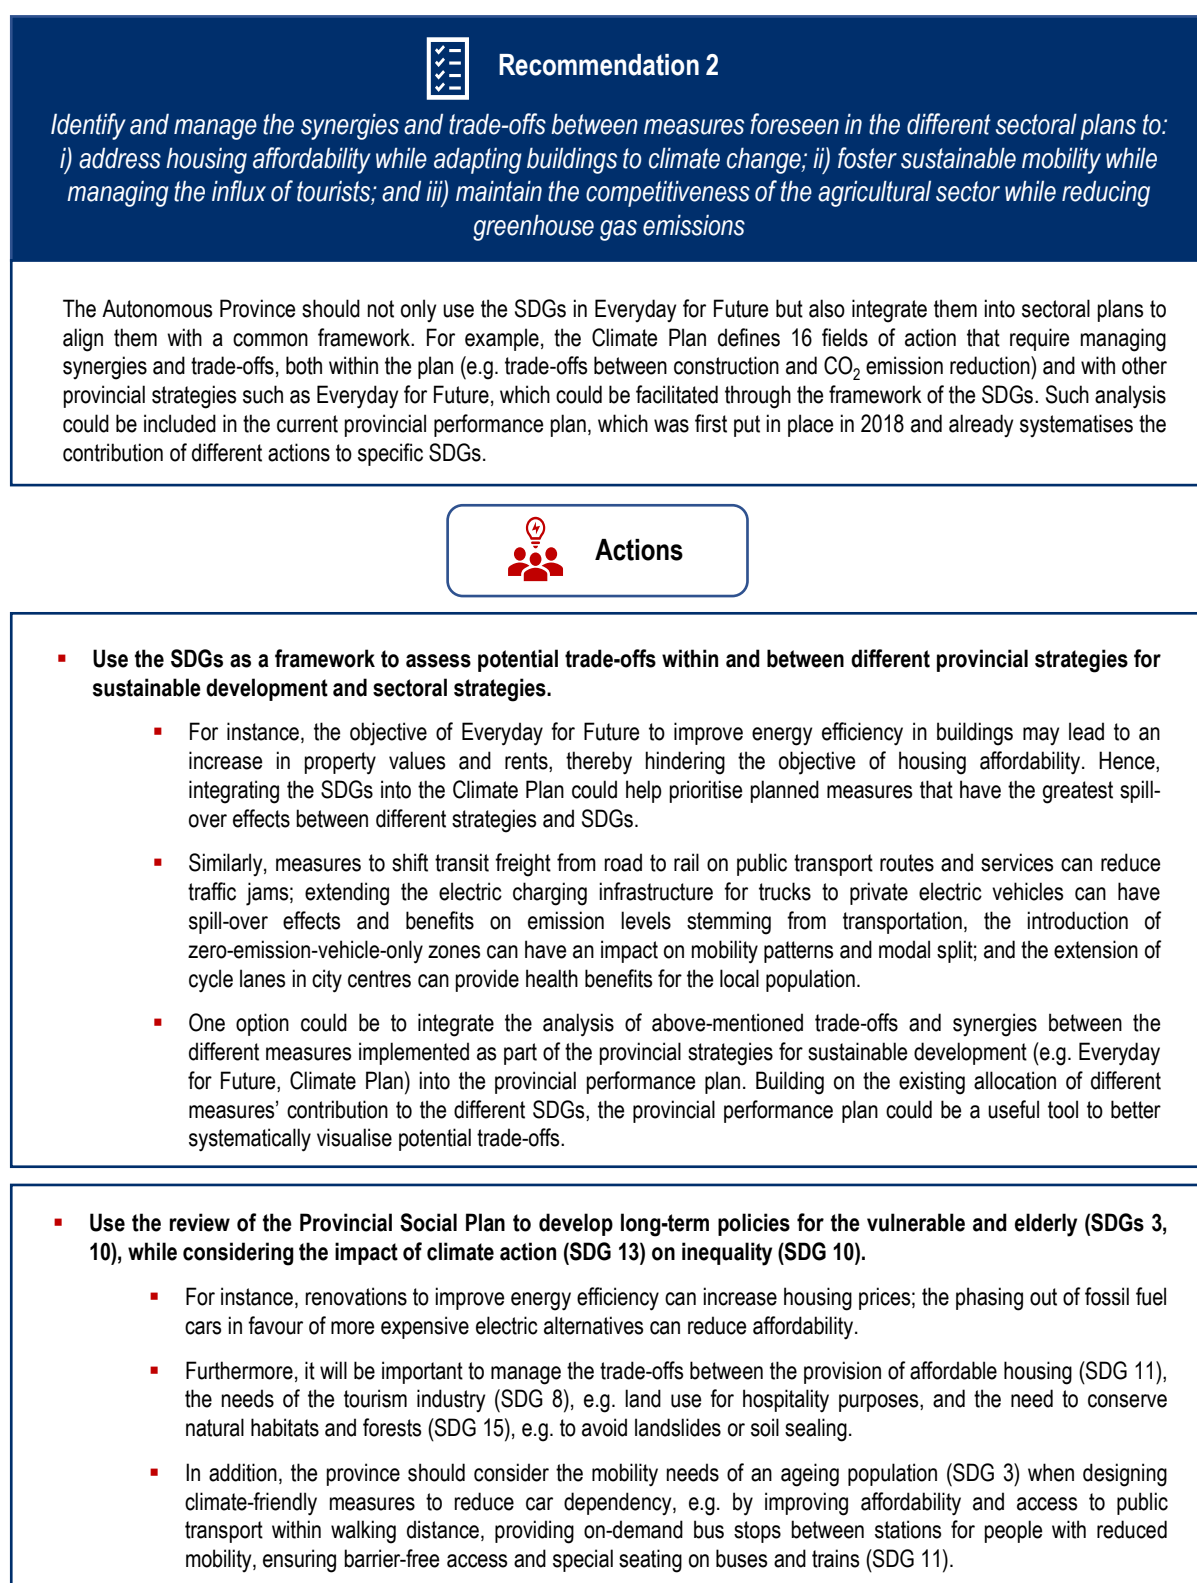 Recommendation 2
Identify and manage the synergies and trade-offs between measures foreseen in the different sectoral plans to:
i) address housing affordability while adapting buildings to climate change; ii) foster sustainable mobility while
managing the influx of tourists; and iii) maintain the competitiveness of the agricultural sector while reducing
greenhouse gas emissions
The Autonomous Province should not only use the SDGs in Everyday for Future but also integrate them into sectoral plans to
align them with a common framework. For example, the Climate Plan defines 16 fields of action that require managing
synergies and trade-offs, both within the plan (e.g. trade-offs between construction and CO₂ emission reduction) and with other
provincial strategies such as Everyday for Future, which could be facilitated through the framework of the SDGs. Such analysis
could be included in the current provincial performance plan, which was first put in place in 2018 and already systematises the
contribution of different actions to specific SDGs.
Actions
▪ Use the SDGs as a framework to assess potential trade-offs within and between different provincial strategies for
sustainable development and sectoral strategies.
▪ For instance, the objective of Everyday for Future to improve energy efficiency in buildings may lead to an
increase in property values and rents, thereby hindering the objective of housing affordability. Hence,
integrating the SDGs into the Climate Plan could help prioritise planned measures that have the greatest spill-
over effects between different strategies and SDGs.
▪ Similarly, measures to shift transit freight from road to rail on public transport routes and services can reduce
traffic jams; extending the electric charging infrastructure for trucks to private electric vehicles can have
spill-over effects and benefits on emission levels stemming from transportation, the introduction of
zero-emission-vehicle-only zones can have an impact on mobility patterns and modal split; and the extension of
cycle lanes in city centres can provide health benefits for the local population.
▪ One option could be to integrate the analysis of above-mentioned trade-offs and synergies between the
different measures implemented as part of the provincial strategies for sustainable development (e.g. Everyday
for Future, Climate Plan) into the provincial performance plan. Building on the existing allocation of different
measures’ contribution to the different SDGs, the provincial performance plan could be a useful tool to better
systematically visualise potential trade-offs.
▪ Use the review of the Provincial Social Plan to develop long-term policies for the vulnerable and elderly (SDGs 3,
10), while considering the impact of climate action (SDG 13) on inequality (SDG 10).
▪ For instance, renovations to improve energy efficiency can increase housing prices; the phasing out of fossil fuel
cars in favour of more expensive electric alternatives can reduce affordability.
▪ Furthermore, it will be important to manage the trade-offs between the provision of affordable housing (SDG 11),
the needs of the tourism industry (SDG 8), e.g. land use for hospitality purposes, and the need to conserve
natural habitats and forests (SDG 15), e.g. to avoid landslides or soil sealing.
▪ In addition, the province should consider the mobility needs of an ageing population (SDG 3) when designing
climate-friendly measures to reduce car dependency, e.g. by improving affordability and access to public
transport within walking distance, providing on-demand bus stops between stations for people with reduced
mobility, ensuring barrier-free access and special seating on buses and trains (SDG 11).